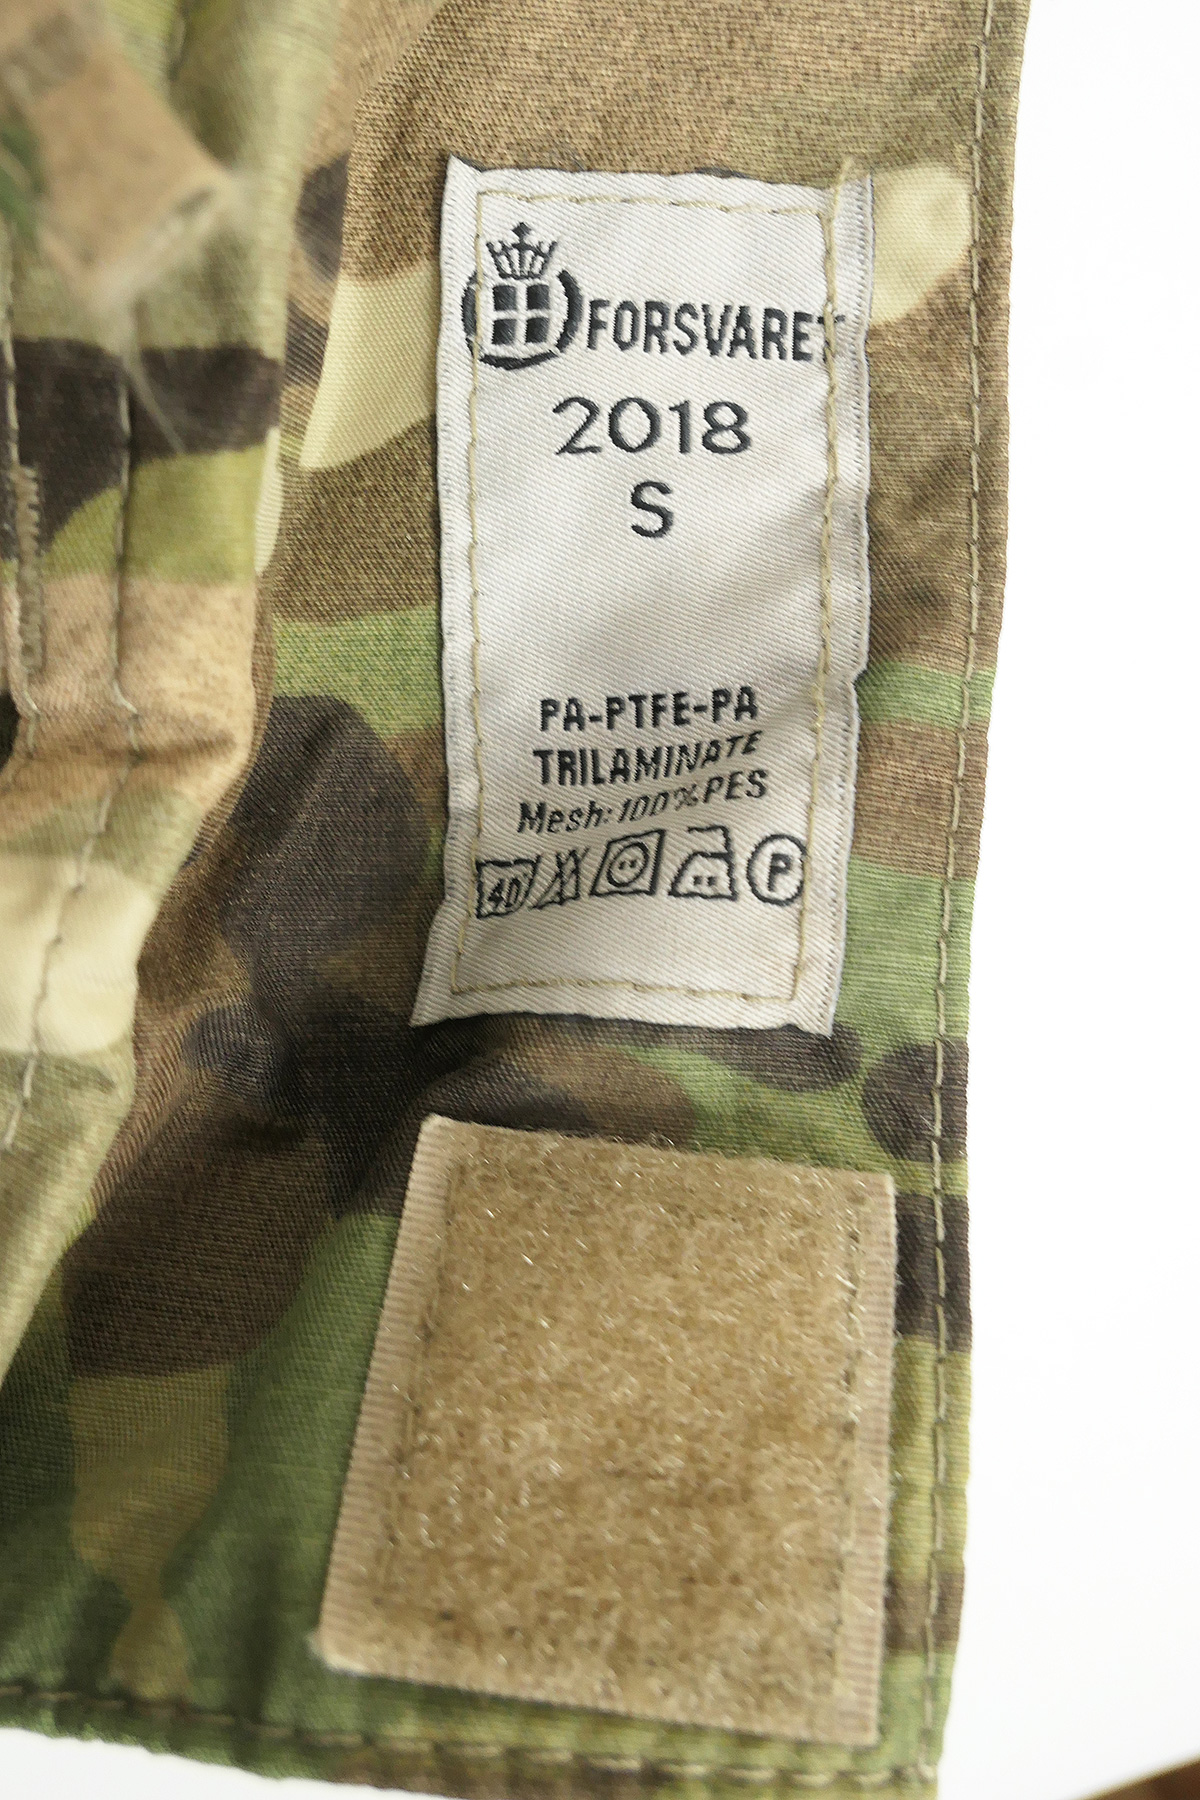 FORSVARET
2018
S
PA-PTFE-PA
TRILAMINATE
Mesh: 100%PES
40 P